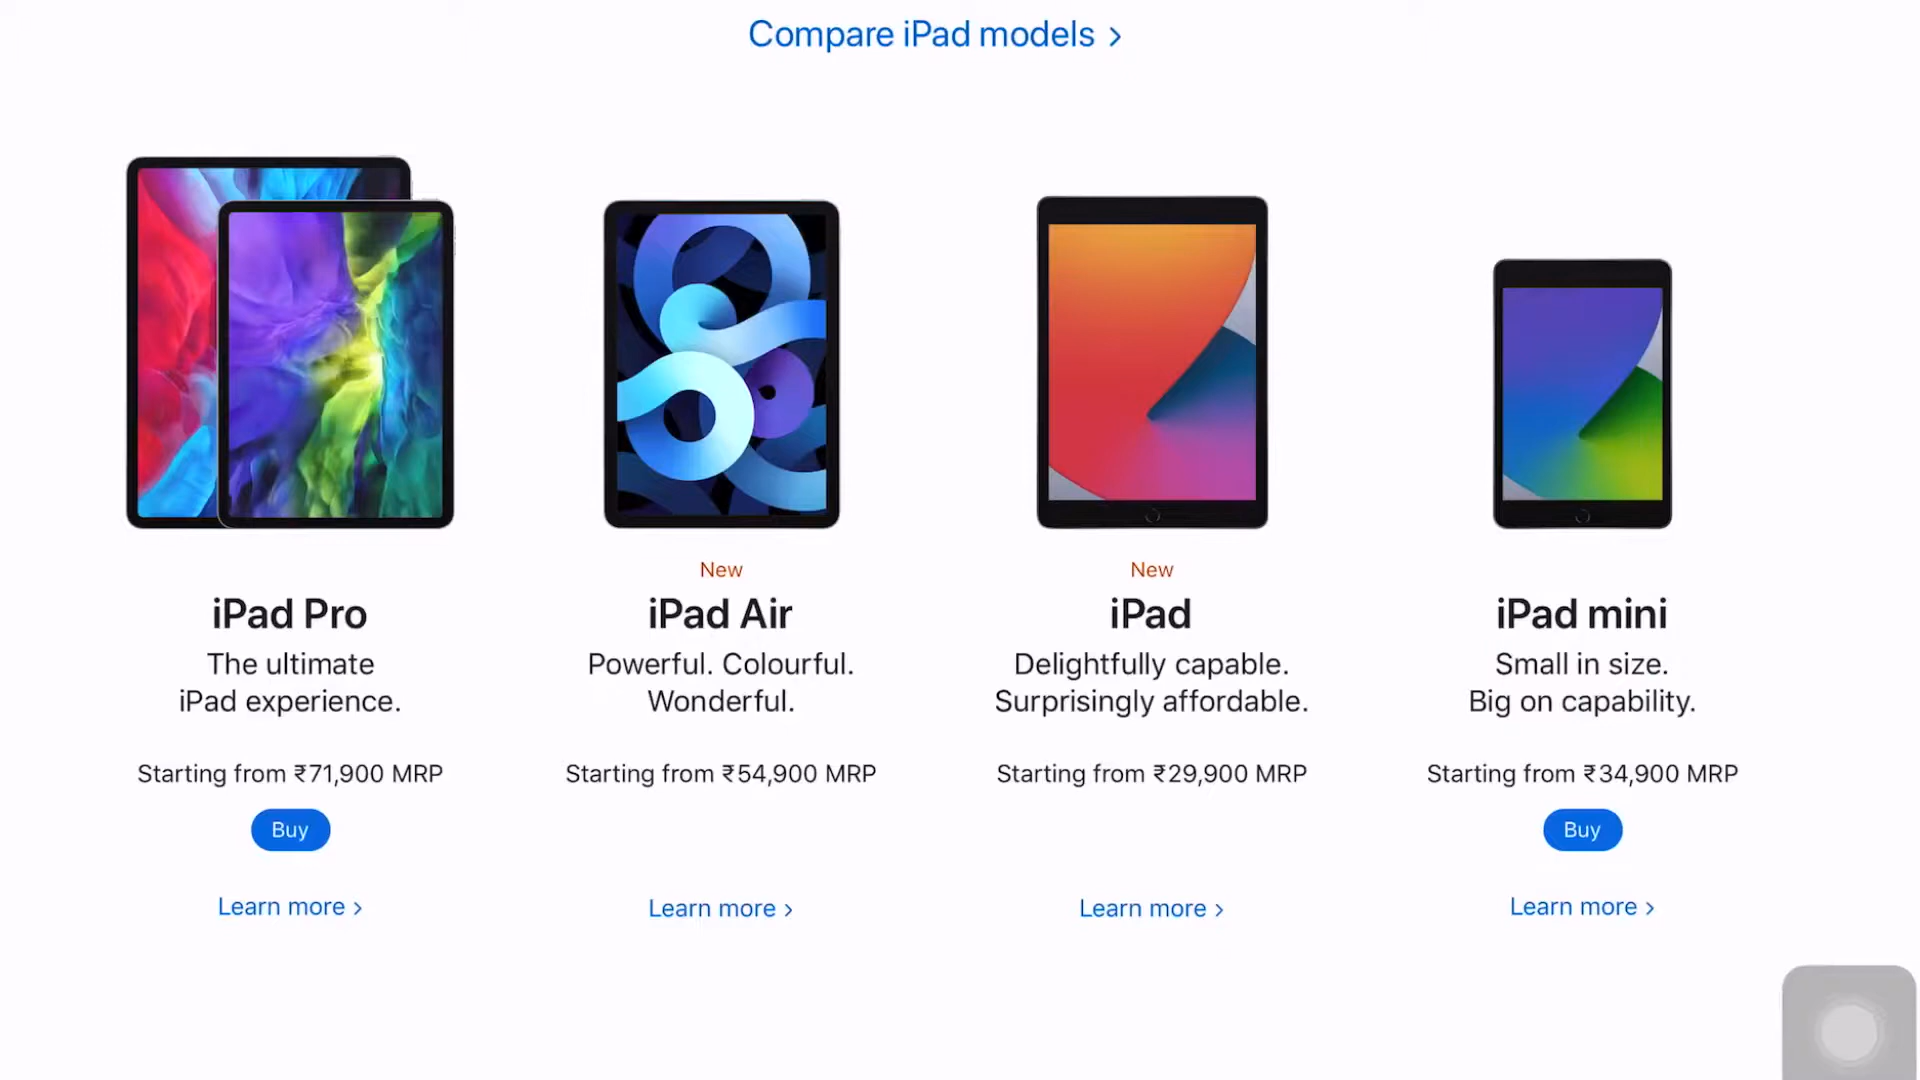 Compare iPad models >
New
New
iPad Pro
iPad Air
iPad
iPad mini
The ultimate
iPad experience.
Powerful. Colourful.
Wonderful.
Delightfully capable.
Surprisingly affordable.
Small in size.
Big on capability.
Starting from ₹71,900 MRP
Starting from ₹54,900 MRP
Starting from ₹29,900 MRP
Starting from ₹34,900 MRP
Buy
Buy
Learn more >
Learn more >
Learn more >
Learn more >